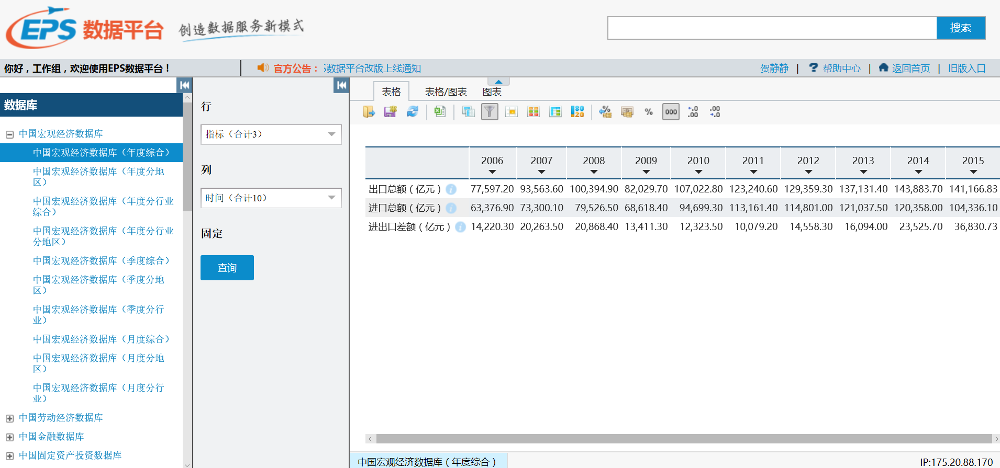 EPS 数据平台 创造数据服务新模式
搜索
你好，工作组，欢迎使用EPS数据平台！
官方公告： S数据平台改版上线通知
贺静静 | ? 帮助中心 | 返回首页 | 旧版入口
数据库
中国宏观经济数据库
中国宏观经济数据库（年度综合）
中国宏观经济数据库（年度分地
区）
中国宏观经济数据库（年度分行业
综合）
中国宏观经济数据库（年度分行业
分地区）
中国宏观经济数据库（季度综合）
中国宏观经济数据库（季度分地
区）
中国宏观经济数据库（季度分行
业）
中国宏观经济数据库（月度综合）
中国宏观经济数据库（月度分地
区）
中国宏观经济数据库（月度分行
业）
中国劳动经济数据库
中国金融数据库
中国固定资产投资数据库
行
指标（合计3）
列
时间（合计10）
固定
查询
表格 表格/图表 图表
% 000 .0 .00 .00 .0
2006 2007 2008 2009 2010 2011 2012 2013 2014 2015
出口总额（亿元） 77,597.20 93,563.60 100,394.90 82,029.70 107,022.80 123,240.60 129,359.30 137,131.40 143,883.70 141,166.83
进口总额（亿元） 63,376.90 73,300.10 79,526.50 68,618.40 94,699.30 113,161.40 114,801.00 121,037.50 120,358.00 104,336.10
进出口差额（亿元） 14,220.30 20,263.50 20,868.40 13,411.30 12,323.50 10,079.20 14,558.30 16,094.00 23,525.70 36,830.73
中国宏观经济数据库（年度综合）
IP:175.20.88.170